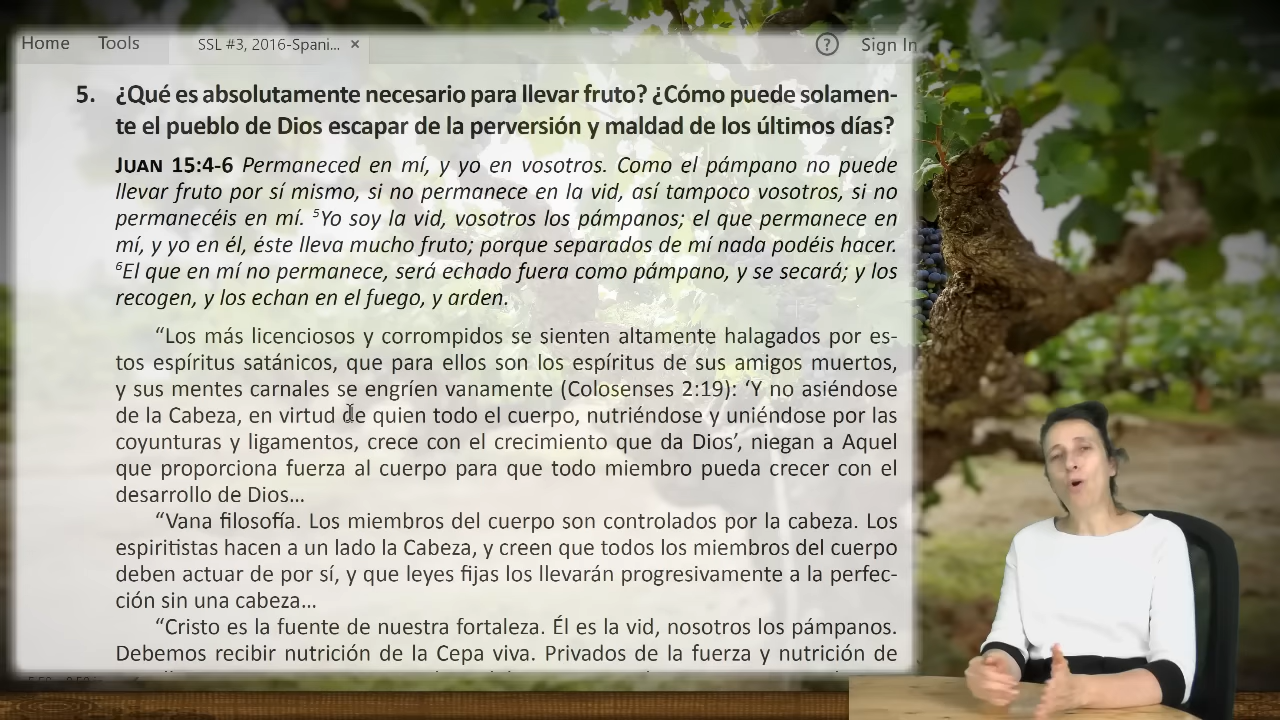 Home Tools SSL #3, 2016-Spani... × ? Sign In
5. ¿Qué es absolutamente necesario para llevar fruto? ¿Cómo puede solamen-
te el pueblo de Dios escapar de la perversión y maldad de los últimos días?
JUAN 15:4-6 Permaneced en mí, y yo en vosotros. Como el pámpano no puede
llevar fruto por sí mismo, si no permanece en la vid, así tampoco vosotros, si no
permanecéis en mí. ⁵Yo soy la vid, vosotros los pámpanos; el que permanece en
mí, y yo en él, éste lleva mucho fruto; porque separados de mí nada podéis hacer.
⁶El que en mí no permanece, será echado fuera como pámpano, y se secará; y los
recogen, y los echan en el fuego, y arden.
“Los más licenciosos y corrompidos se sienten altamente halagados por es-
tos espíritus satánicos, que para ellos son los espíritus de sus amigos muertos,
y sus mentes carnales se engríen vanamente (Colosenses 2:19): ‘Y no asiéndose
de la Cabeza, en virtud de quien todo el cuerpo, nutriéndose y uniéndose por las
coyunturas y ligamentos, crece con el crecimiento que da Dios’, niegan a Aquel
que proporciona fuerza al cuerpo para que todo miembro pueda crecer con el
desarrollo de Dios…
“Vana filosofía. Los miembros del cuerpo son controlados por la cabeza. Los
espiritistas hacen a un lado la Cabeza, y creen que todos los miembros del cuerpo
deben actuar de por sí, y que leyes fijas los llevarán progresivamente a la perfec-
ción sin una cabeza…
“Cristo es la fuente de nuestra fortaleza. Él es la vid, nosotros los pámpanos.
Debemos recibir nutrición de la Cepa viva. Privados de la fuerza y nutrición de